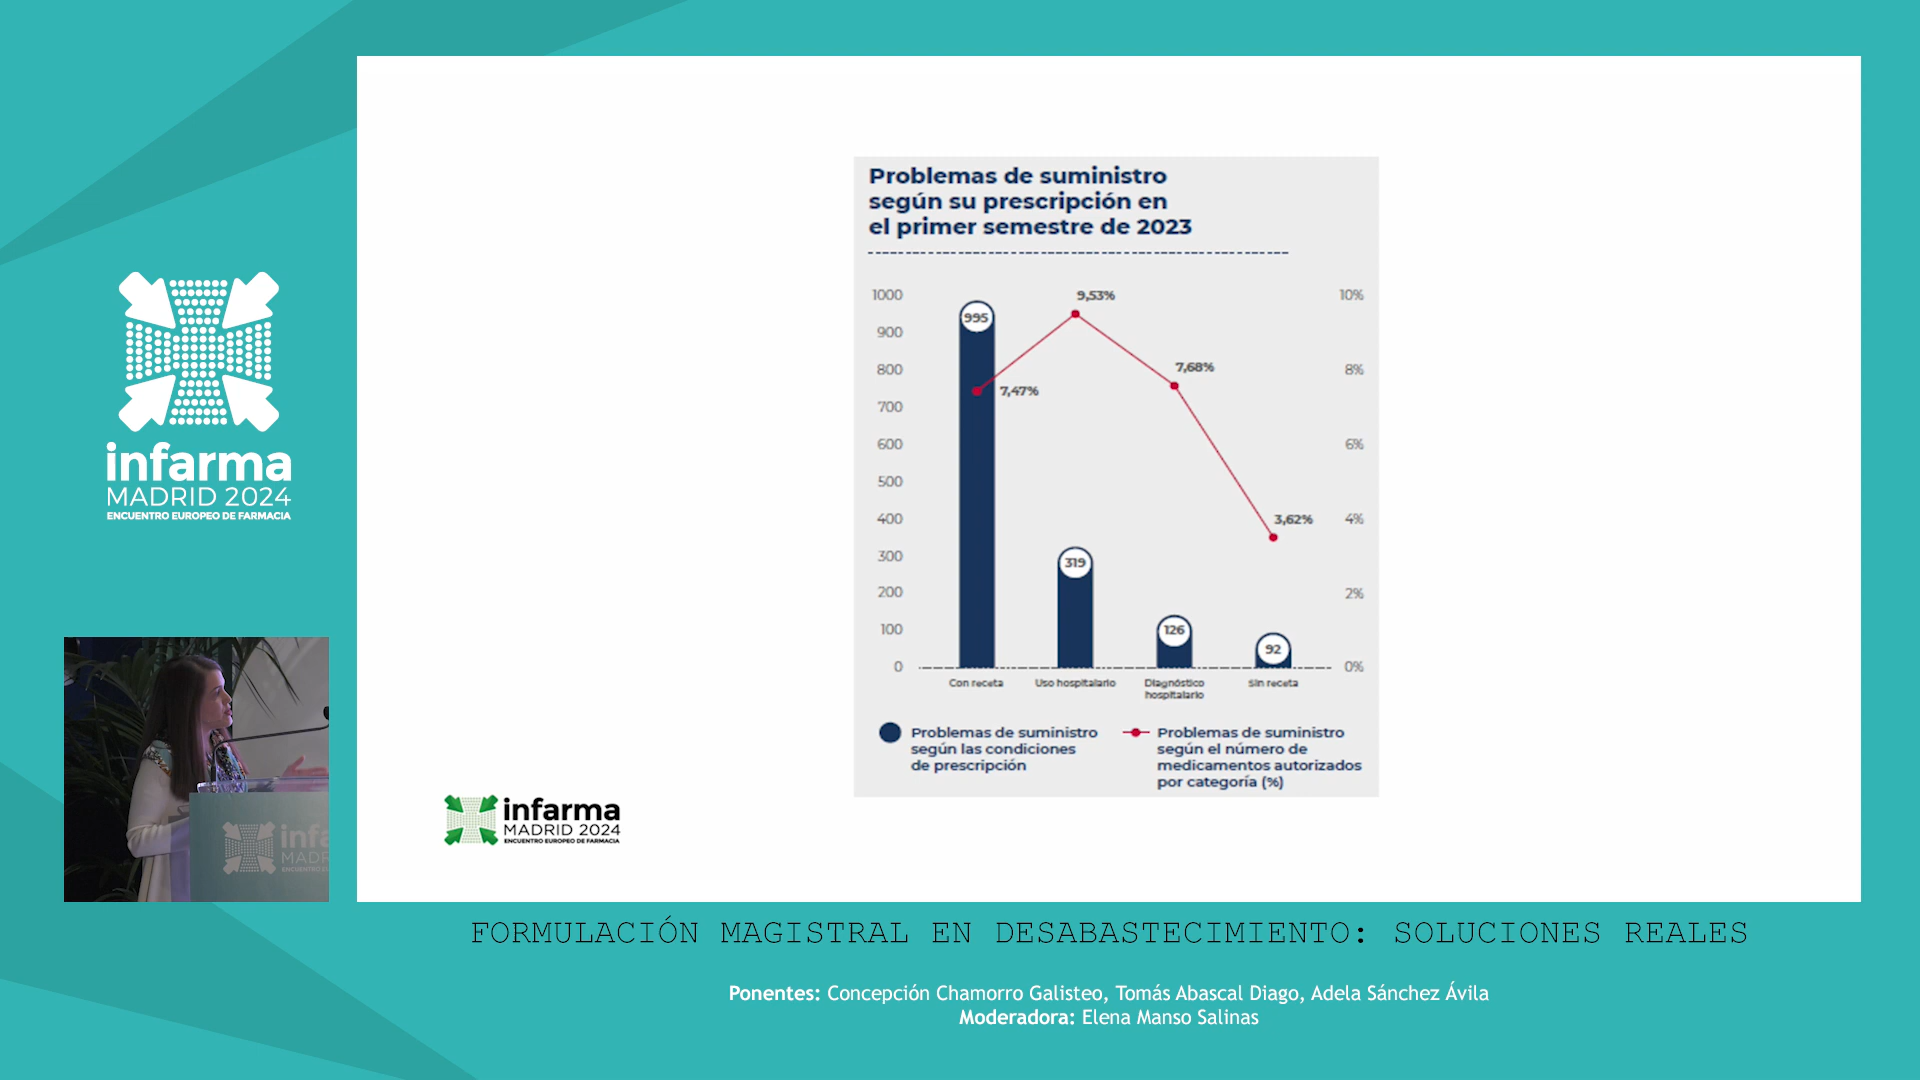 Problemas de suministro
según su prescripción en
el primer semestre de 2023
1000
900
800
700
600
500
400
300
200
100
0
10%
8%
6%
4%
2%
0%
995
319
126
92
7,47%
9,53%
7,68%
3,62%
Con receta
Uso hospitalario
Diagnóstico
hospitalario
Sin receta
Problemas de suministro
según las condiciones
de prescripción
Problemas de suministro
según el número de
medicamentos autorizados
por categoría (%)
infarma
MADRID 2024
ENCUENTRO EUROPEO DE FARMACIA
infarma
MADRID 2024
ENCUENTRO EUROPEO DE FARMACIA
FORMULACIÓN MAGISTRAL EN DESABASTECIMIENTO: SOLUCIONES REALES
Ponentes: Concepción Chamorro Galisteo, Tomás Abascal Diago, Adela Sánchez Ávila
Moderadora: Elena Manso Salinas